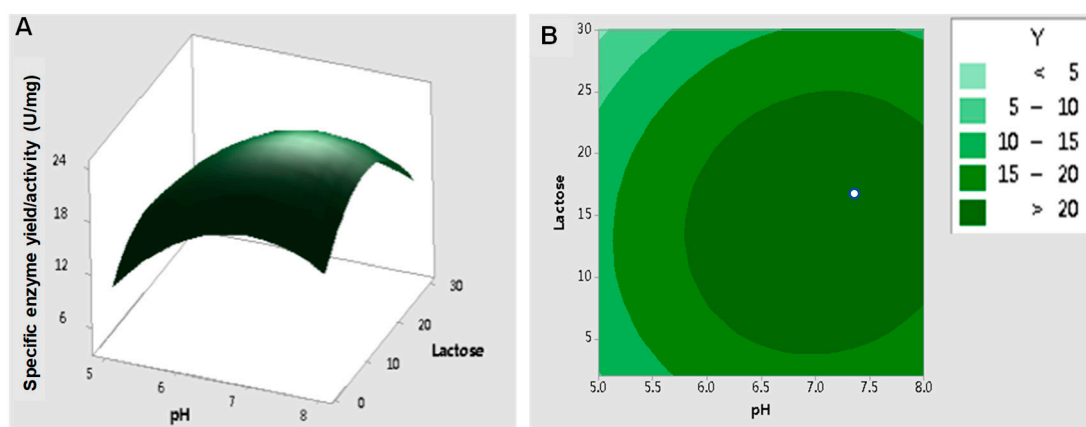 A
Specific enzyme yield/activity (U/mg)
24
18
12
6
5
6
7
8
pH
0
10
20
30
Lactose
B
Lactose
30
25
20
15
10
5
5.0 5.5 6.0 6.5 7.0 7.5 8.0
pH
Y
< 5
5 – 10
10 – 15
15 – 20
> 20